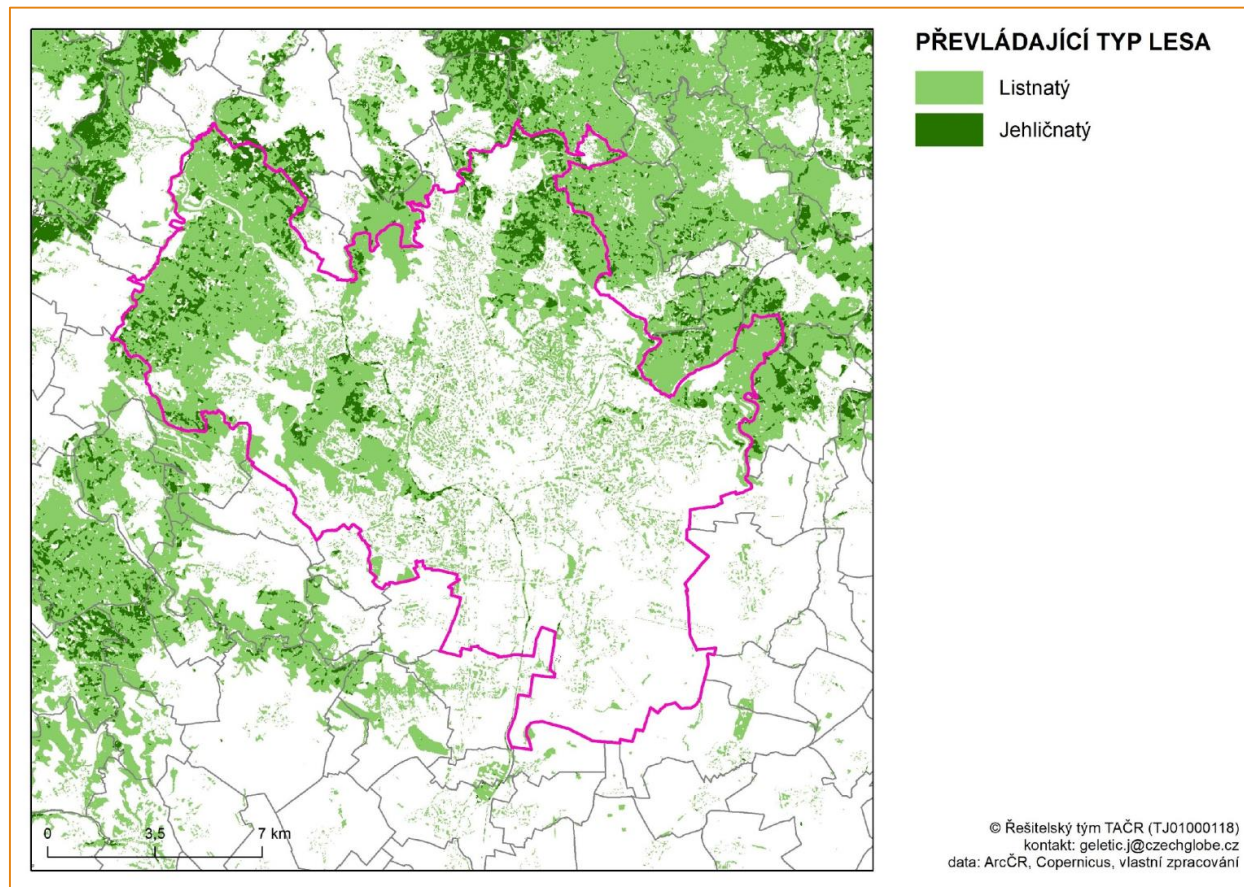 PŘEVLÁDAJÍCÍ TYP LESA
Listnatý
Jehličnatý
0 3,5 7 km
© Řešitelský tým TAČR (TJ01000118)
kontakt: geletic.j@czechglobe.cz
data: ArcČR, Copernicus, vlastní zpracování